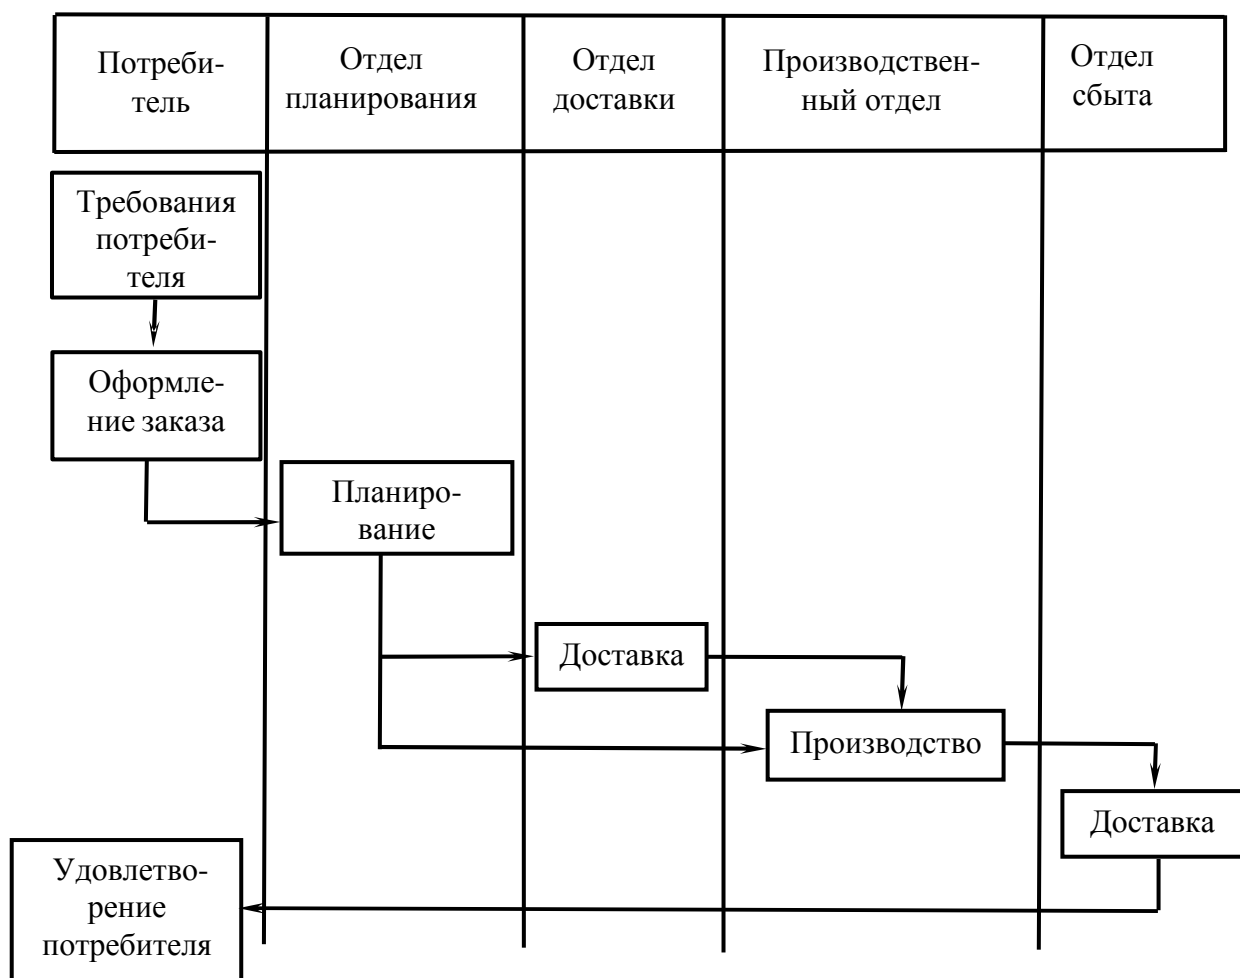 Потреби-
тель
Отдел
планирования
Отдел
доставки
Производствен-
ный отдел
Отдел
сбыта
Требования
потреби-
теля
Оформле-
ние заказа
Планиро-
вание
Доставка
Производство
Доставка
Удовлетво-
рение
потребителя